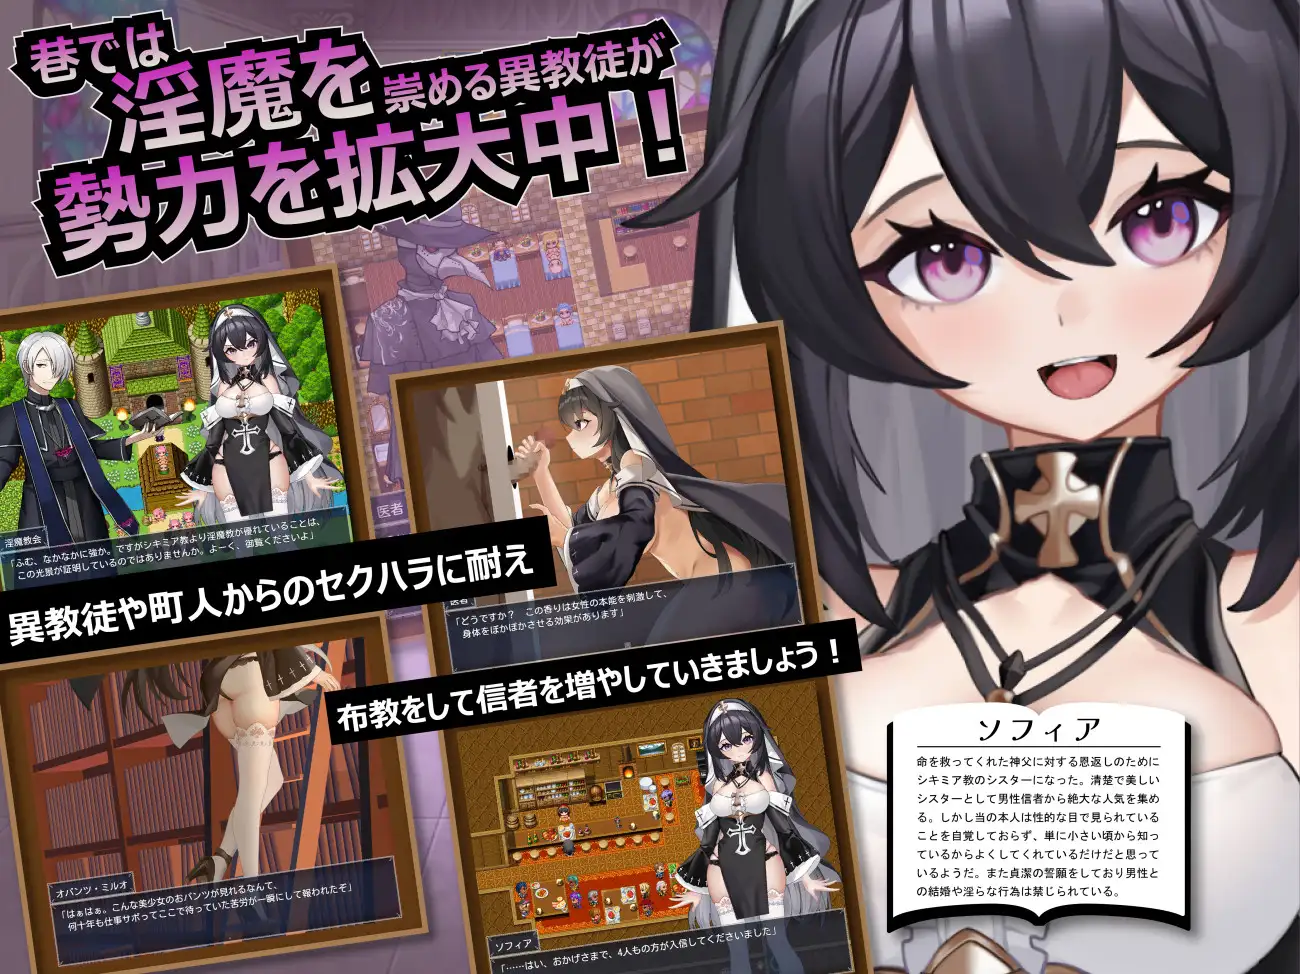 巷では
淫魔を崇める異教徒が
勢力を拡大中！
医者
淫魔教会
「ふむ、なかなかに強か。ですがシキミア教より淫魔教が優れていることは、
この光景が証明しているのではありませんか。よーく、御覧くださいよ」
異教徒や町人からのセクハラに耐え
医者
「どうですか？　この香りは女性の本能を刺激して、
身体をぽかぽかさせる効果があります」
布教をして信者を増やしていきましょう！
オパンツ・ミルオ
「はぁはぁ。こんな美少女のおパンツが見れるなんて、
何十年も仕事サボってここで待っていた苦労が一瞬にして報われたぞ」
ソフィア
「……はい、おかげさまで、4人もの方が入信してくださいました」
ソフィア
命を救ってくれた神父に対する恩返しのために
シキミア教のシスターになった。清楚で美しい
シスターとして男性信者から絶大な人気を集め
る。しかし当の本人は性的な目で見られている
ことを自覚しておらず、単に小さい頃から知っ
ているからよくしてくれているだけだと思って
いるようだ。また貞潔の誓願をしており男性と
の結婚や淫らな行為は禁じられている。